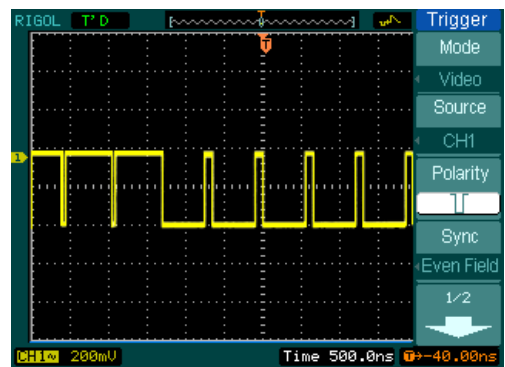 RIGOL T'D Trigger
Mode
Video
Source
CH1
Polarity
Sync
Even Field
1/2
1
CH1~ 200mV Time 500.0ns T→-40.00ns